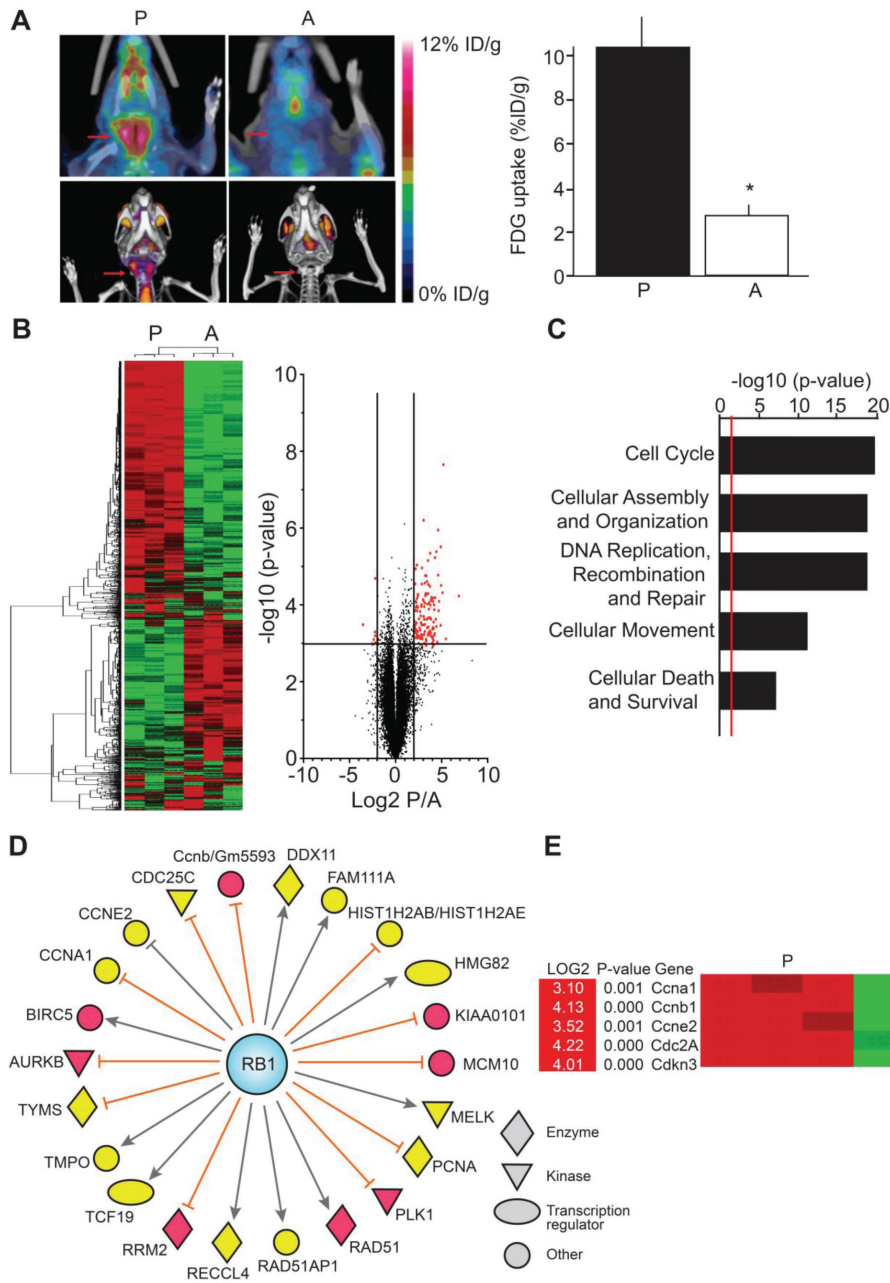 A
P
A
12% ID/g
0% ID/g
FDG uptake (%ID/g)
10
8
6
4
2
0
*
P
A
B
P
A
-log10 (p-value)
10
8
6
4
2
0
-10
-5
0
5
10
Log2 P/A
C
-log10 (p-value)
0
5
10
15
20
Cell Cycle
Cellular Assembly
and Organization
DNA Replication,
Recombination
and Repair
Cellular Movement
Cellular Death
and Survival
D
Ccnb/Gm5593
DDX11
CDC25C
FAM111A
CCNE2
HIST1H2AB/HIST1H2AE
CCNA1
HMG82
BIRC5
KIAA0101
AURKB
RB1
MCM10
TYMS
MELK
TMPO
PCNA
TCF19
PLK1
RRM2
RAD51
RECCL4
RAD51AP1
Enzyme
Kinase
Transcription
regulator
Other
E
P
LOG2 P-value Gene
3.10 0.001 Ccna1
4.13 0.000 Ccnb1
3.52 0.001 Ccne2
4.22 0.000 Cdc2A
4.01 0.000 Cdkn3